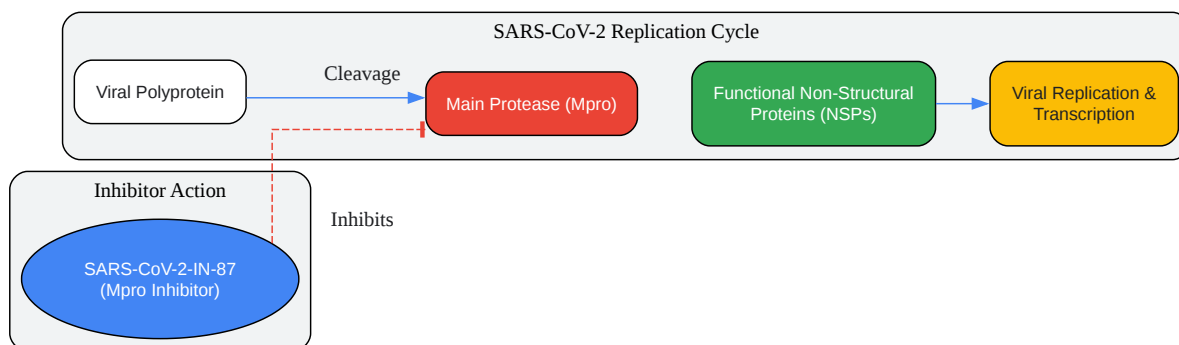 SARS-CoV-2 Replication Cycle
Viral Polyprotein
Cleavage
Main Protease (Mpro)
Functional Non-Structural
Proteins (NSPs)
Viral Replication &
Transcription
Inhibitor Action
Inhibits
SARS-CoV-2-IN-87
(Mpro Inhibitor)